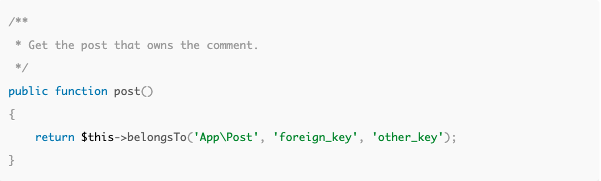 /**
 * Get the post that owns the comment.
 */
public function post()
{
    return $this->belongsTo('App\Post', 'foreign_key', 'other_key');
}